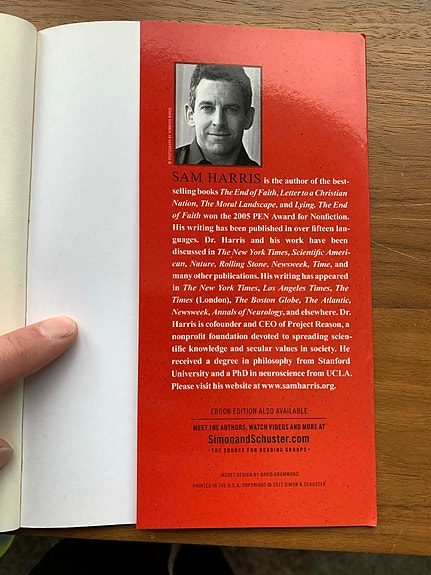 © PHOTOGRAPH BY
SAM HARRIS is the author of the best-
selling books The End of Faith, Letter to a Christian
Nation, The Moral Landscape, and Lying. The End
of Faith won the 2005 PEN Award for Nonfiction.
His writing has been published in over fifteen lan-
guages. Dr. Harris and his work have been
discussed in The New York Times, Scientific Ameri-
can, Nature, Rolling Stone, Newsweek, Time, and
many other publications. His writing has appeared
in The New York Times, Los Angeles Times, The
Times (London), The Boston Globe, The Atlantic,
Newsweek, Annals of Neurology, and elsewhere. Dr.
Harris is cofounder and CEO of Project Reason, a
nonprofit foundation devoted to spreading scien-
tific knowledge and secular values in society. He
received a degree in philosophy from Stanford
University and a PhD in neuroscience from UCLA.
Please visit his website at www.samharris.org.
EBOOK EDITION ALSO AVAILABLE
MEET THE AUTHORS, WATCH VIDEOS AND MORE AT
SimonandSchuster.com
• THE SOURCE FOR READING GROUPS •
JACKET DESIGN BY DAVID DRUMMOND
PRINTED IN THE U.S.A. COPYRIGHT © 2012 SIMON & SCHUSTER